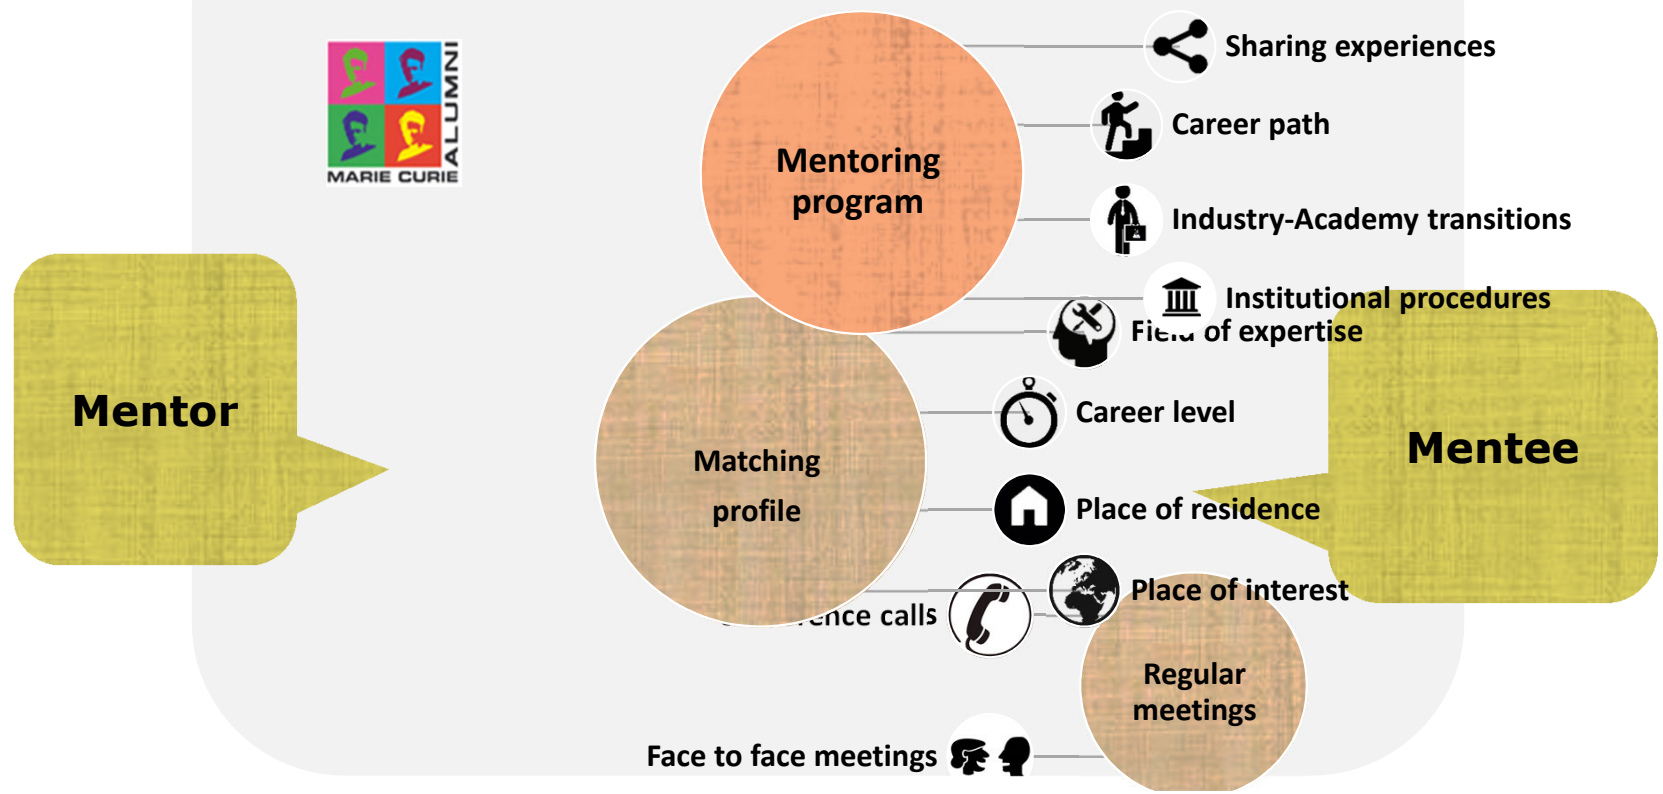 ALUMNI
MARIE CURIE
Mentoring
program
Sharing experiences
Career path
Industry-Academy transitions
Institutional procedures
Field of expertise
Mentor
Career level
Mentee
Matching
profile
Place of residence
Place of interest
calls
Regular
meetings
Face to face meetings